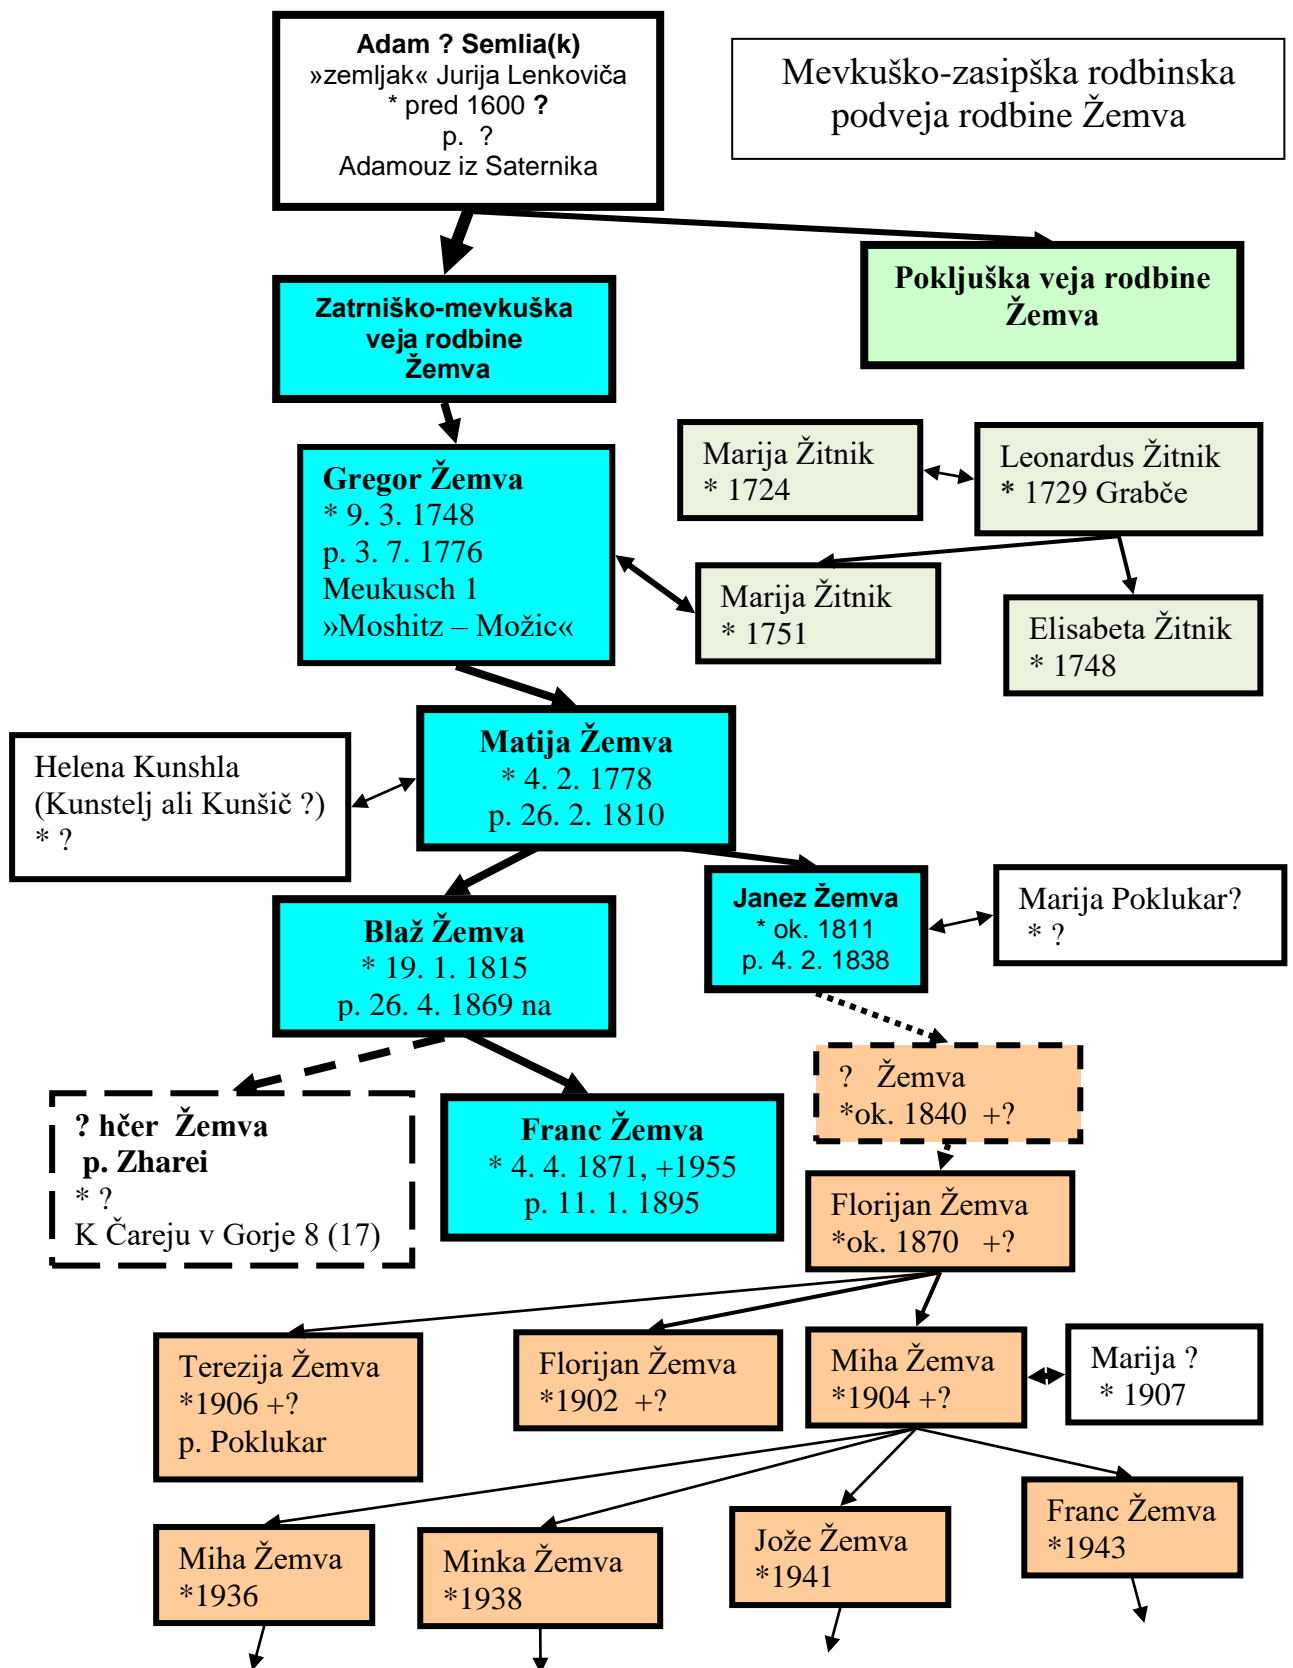 Adam ? Semlia(k)
»zemljak« Jurija Lenkoviča
* pred 1600 ?
p. ?
Adamouz iz Saternika
Mevkuško-zasipška rodbinska
podveja rodbine Žemva
Zatrniško-mevkuška
veja rodbine
Žemva
Pokljuška veja rodbine
Žemva
Gregor Žemva
* 9. 3. 1748
p. 3. 7. 1776
Meukusch 1
»Moshitz – Možic«
Marija Žitnik
* 1724
Leonardus Žitnik
* 1729 Grabče
Marija Žitnik
* 1751
Elisabeta Žitnik
* 1748
Helena Kunshla
(Kunstelj ali Kunšič ?)
* ?
Matija Žemva
* 4. 2. 1778
p. 26. 2. 1810
Blaž Žemva
* 19. 1. 1815
p. 26. 4. 1869 na
Janez Žemva
* ok. 1811
p. 4. 2. 1838
Marija Poklukar?
* ?
? hčer Žemva
p. Zharei
* ?
K Čareju v Gorje 8 (17)
Franc Žemva
* 4. 4. 1871, +1955
p. 11. 1. 1895
? Žemva
*ok. 1840 +?
Florijan Žemva
*ok. 1870 +?
Terezija Žemva
*1906 +?
p. Poklukar
Florijan Žemva
*1902 +?
Miha Žemva
*1904 +?
Marija ?
* 1907
Miha Žemva
*1936
Minka Žemva
*1938
Jože Žemva
*1941
Franc Žemva
*1943